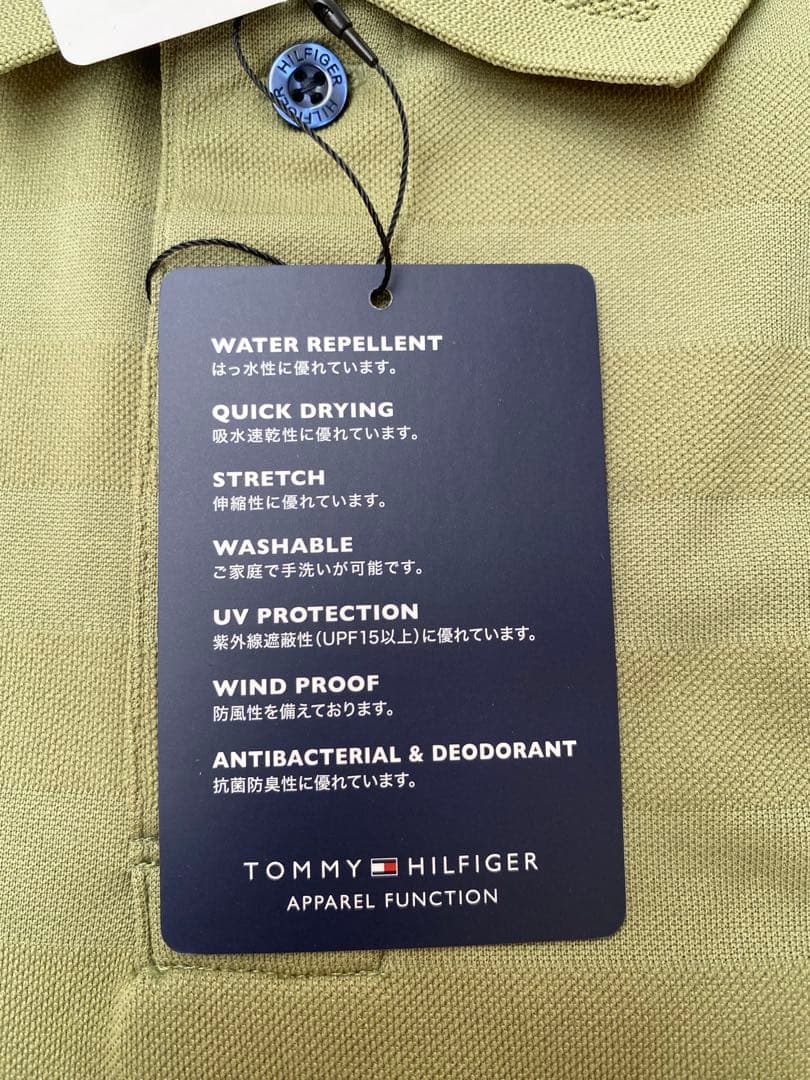 HILFIGER
HILFIGER
WATER REPELLENT
はっ水性に優れています。
QUICK DRYING
吸水速乾性に優れています。
STRETCH
伸縮性に優れています。
WASHABLE
ご家庭で手洗いが可能です。
UV PROTECTION
紫外線遮蔽性(UPF15以上)に優れています。
WIND PROOF
防風性を備えております。
ANTIBACTERIAL & DEODORANT
抗菌防臭性に優れています。
TOMMY HILFIGER
APPAREL FUNCTION